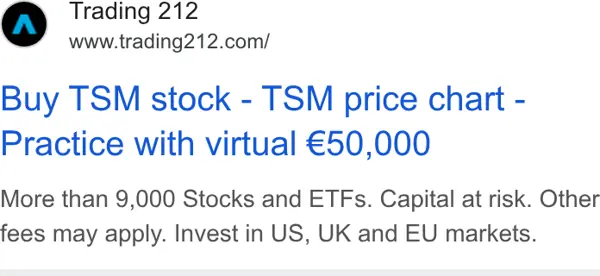 Trading 212
www.trading212.com/
Buy TSM stock - TSM price chart -
Practice with virtual €50,000
More than 9,000 Stocks and ETFs. Capital at risk. Other
fees may apply. Invest in US, UK and EU markets.